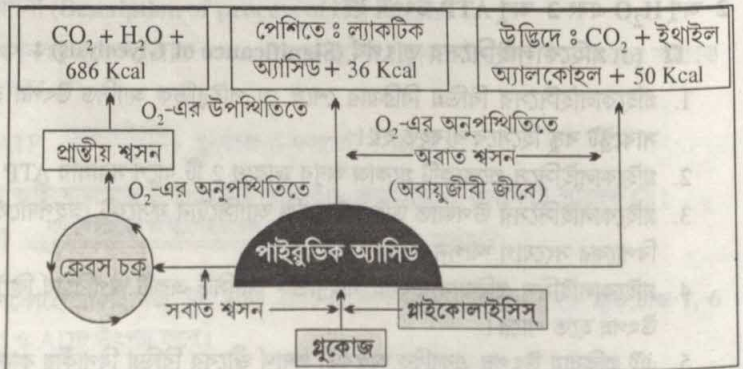 CO₂ + H₂O +
686 Kcal
পেশিতে : ল্যাকটিক
অ্যাসিড + 36 Kcal
উদ্ভিদে : CO₂ + ইথাইল
অ্যালকোহল + 50 Kcal
O₂-এর উপস্থিতিতে
প্রান্তীয় শ্বসন
O₂-এর অনুপস্থিতিতে
O₂-এর অনুপস্থিতিতে
অবাত শ্বসন
(অবায়ুজীবী জীবে)
ক্রেবস চক্র
পাইরুভিক অ্যাসিড
সবাত শ্বসন
গ্লাইকোলাইসিস্
গ্লুকোজ